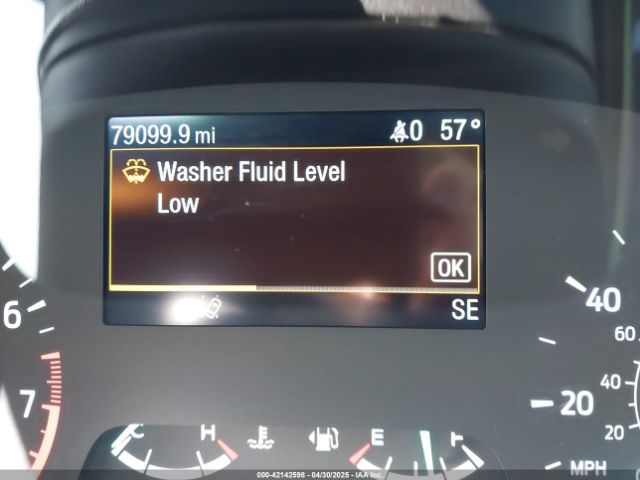 79099.9 mi
0 57°
Washer Fluid Level
Low
OK
SE
6
7
40
60
40
20
20
MPH
C H
E F
000-42142598 - 04/30/2025 - IAA Inc.